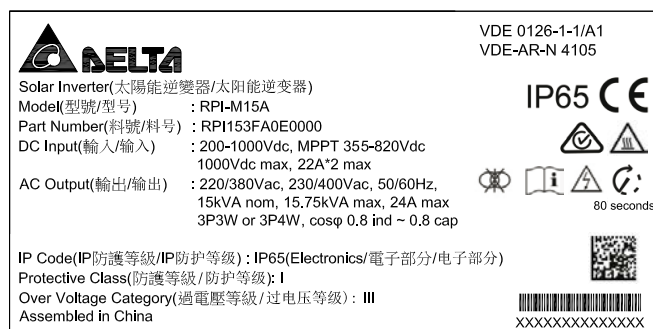 DELTA
Solar Inverter(太陽能逆變器/太阳能逆变器)
Model(型號/型号) : RPI-M15A
Part Number(料號/料号) : RPI153FA0E0000
DC Input(輸入/输入) : 200-1000Vdc, MPPT 355-820Vdc
1000Vdc max, 22A*2 max
AC Output(輸出/输出) : 220/380Vac, 230/400Vac, 50/60Hz,
15kVA nom, 15.75kVA max, 24A max
3P3W or 3P4W, cosφ 0.8 ind ~ 0.8 cap
IP Code(IP防護等級/IP防护等级) : IP65(Electronics/電子部分/电子部分)
Protective Class(防護等級/防护等级): I
Over Voltage Category(過電壓等級/过电压等级) : III
Assembled in China
VDE 0126-1-1/A1
VDE-AR-N 4105
IP65 CE
80 seconds
XXXXXXXXXXXXXX